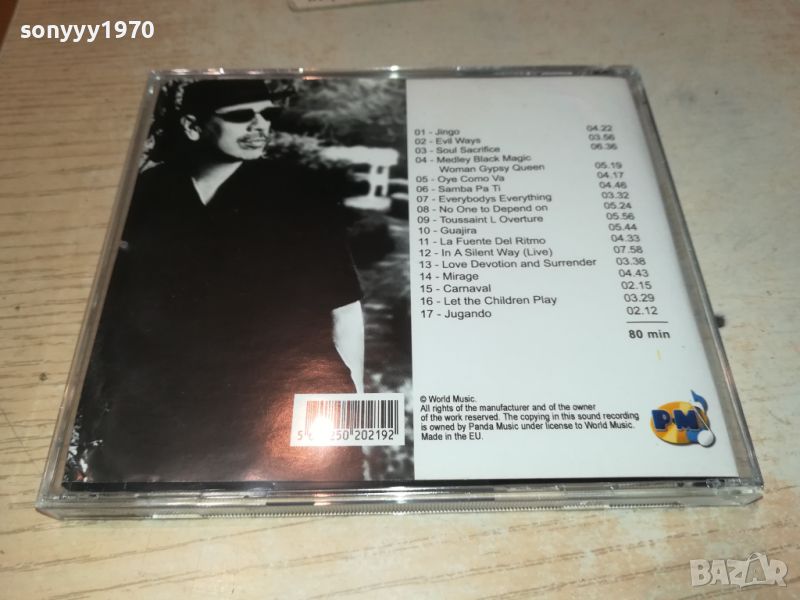 sonyyy1970
01 - Jingo 04.22
02 - Evil Ways 03.56
03 - Soul Sacrifice 06.36
04 - Medley Black Magic
Woman Gypsy Queen 05.19
05 - Oye Como Va 04.17
06 - Samba Pa Ti 04.46
07 - Everybodys Everything 03.32
08 - No One to Depend on 05.24
09 - Toussaint L Overture 05.56
10 - Guajira 05.44
11 - La Fuente Del Ritmo 04.33
12 - In A Silent Way (Live) 07.58
13 - Love Devotion and Surrender 03.38
14 - Mirage 04.43
15 - Carnaval 02.15
16 - Let the Children Play 03.29
17 - Jugando 02.12
80 min
© World Music.
All rights of the manufacturer and of the owner
of the work reserved. The copying in this sound recording
is owned by Panda Music under license to World Music.
Made in the EU.
PM
250 202192
BAZAR